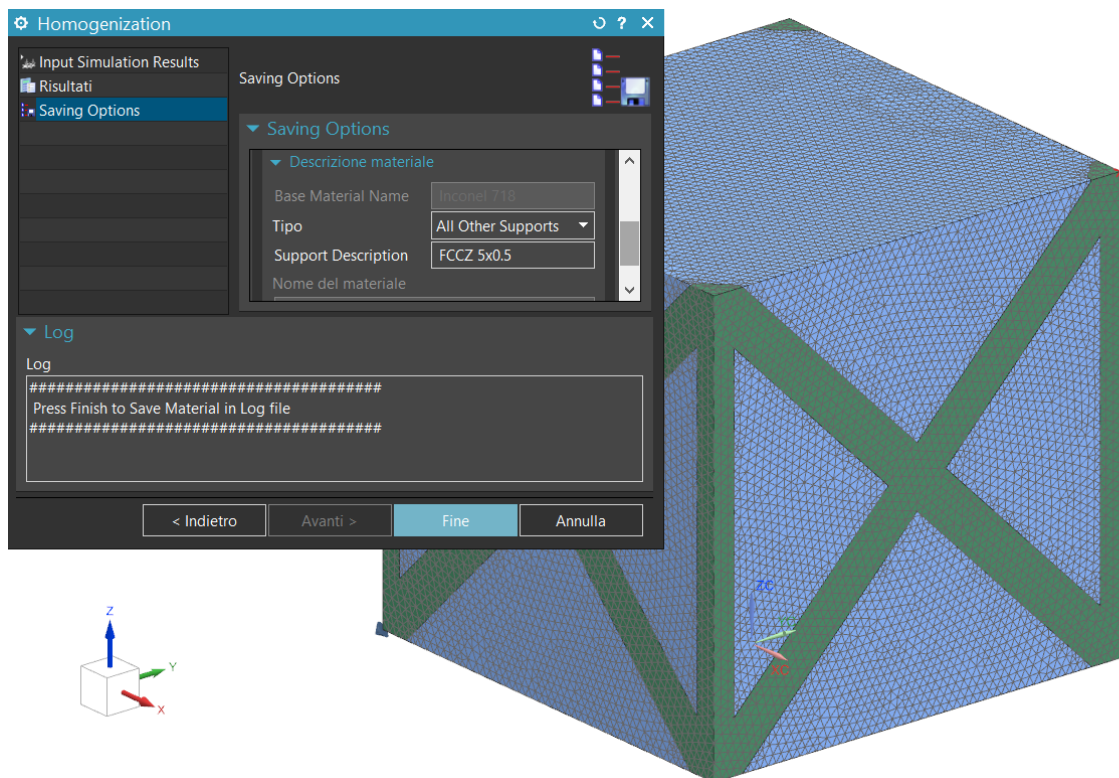 Homogenization
Input Simulation Results
Risultati
Saving Options
Saving Options
Saving Options
Descrizione materiale
Base Material Name
Inconel 718
Tipo
All Other Supports
Support Description
FCCZ 5x0.5
Nome del materiale
Log
Log
#######################################
Press Finish to Save Material in Log file
#######################################
< Indietro
Avanti >
Fine
Annulla
ZC
XC
Z
Y
X